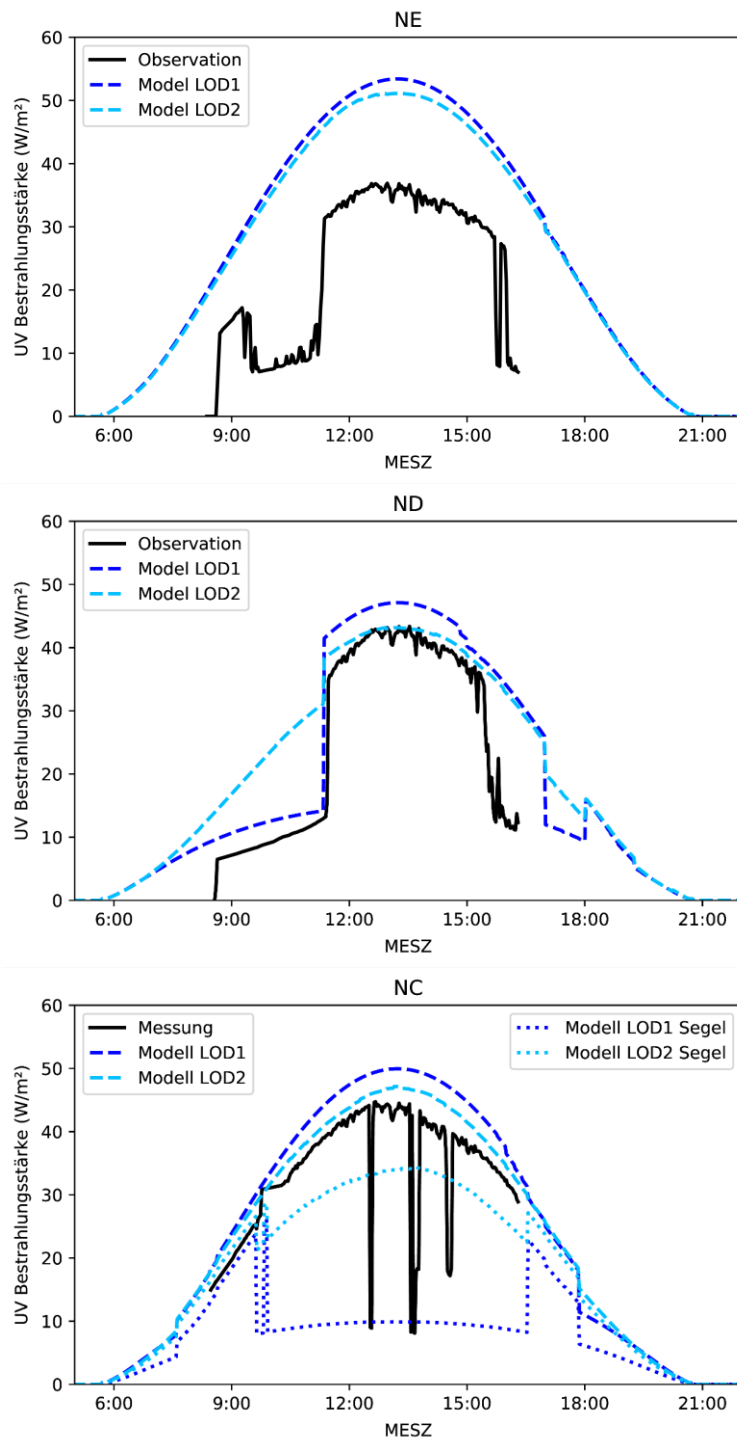 NE
UV Bestrahlungsstärke (W/m²)
60
50
40
30
20
10
0
Observation
Model LOD1
Model LOD2
6:00 9:00 12:00 15:00 18:00 21:00
MESZ
ND
UV Bestrahlungsstärke (W/m²)
60
50
40
30
20
10
0
Observation
Model LOD1
Model LOD2
6:00 9:00 12:00 15:00 18:00 21:00
MESZ
NC
UV Bestrahlungsstärke (W/m²)
60
50
40
30
20
10
0
Messung
Modell LOD1
Modell LOD2
Modell LOD1 Segel
Modell LOD2 Segel
6:00 9:00 12:00 15:00 18:00 21:00
MESZ